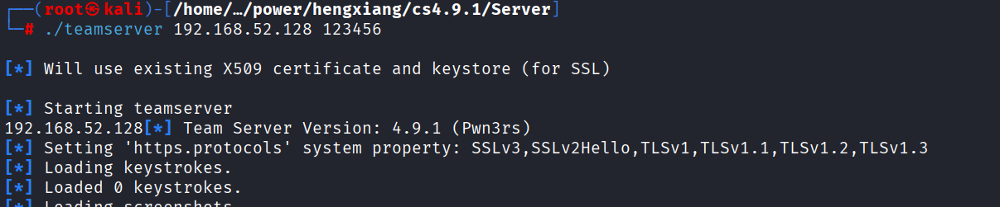 (root㉿kali)-[/home/…/power/hengxiang/cs4.9.1/Server]
# ./teamserver 192.168.52.128 123456
[*] Will use existing X509 certificate and keystore (for SSL)
[*] Starting teamserver
192.168.52.128[*] Team Server Version: 4.9.1 (Pwn3rs)
[*] Setting 'https.protocols' system property: SSLv3,SSLv2Hello,TLSv1,TLSv1.1,TLSv1.2,TLSv1.3
[*] Loading keystrokes.
[*] Loaded 0 keystrokes.
[*] Loading screenshots.